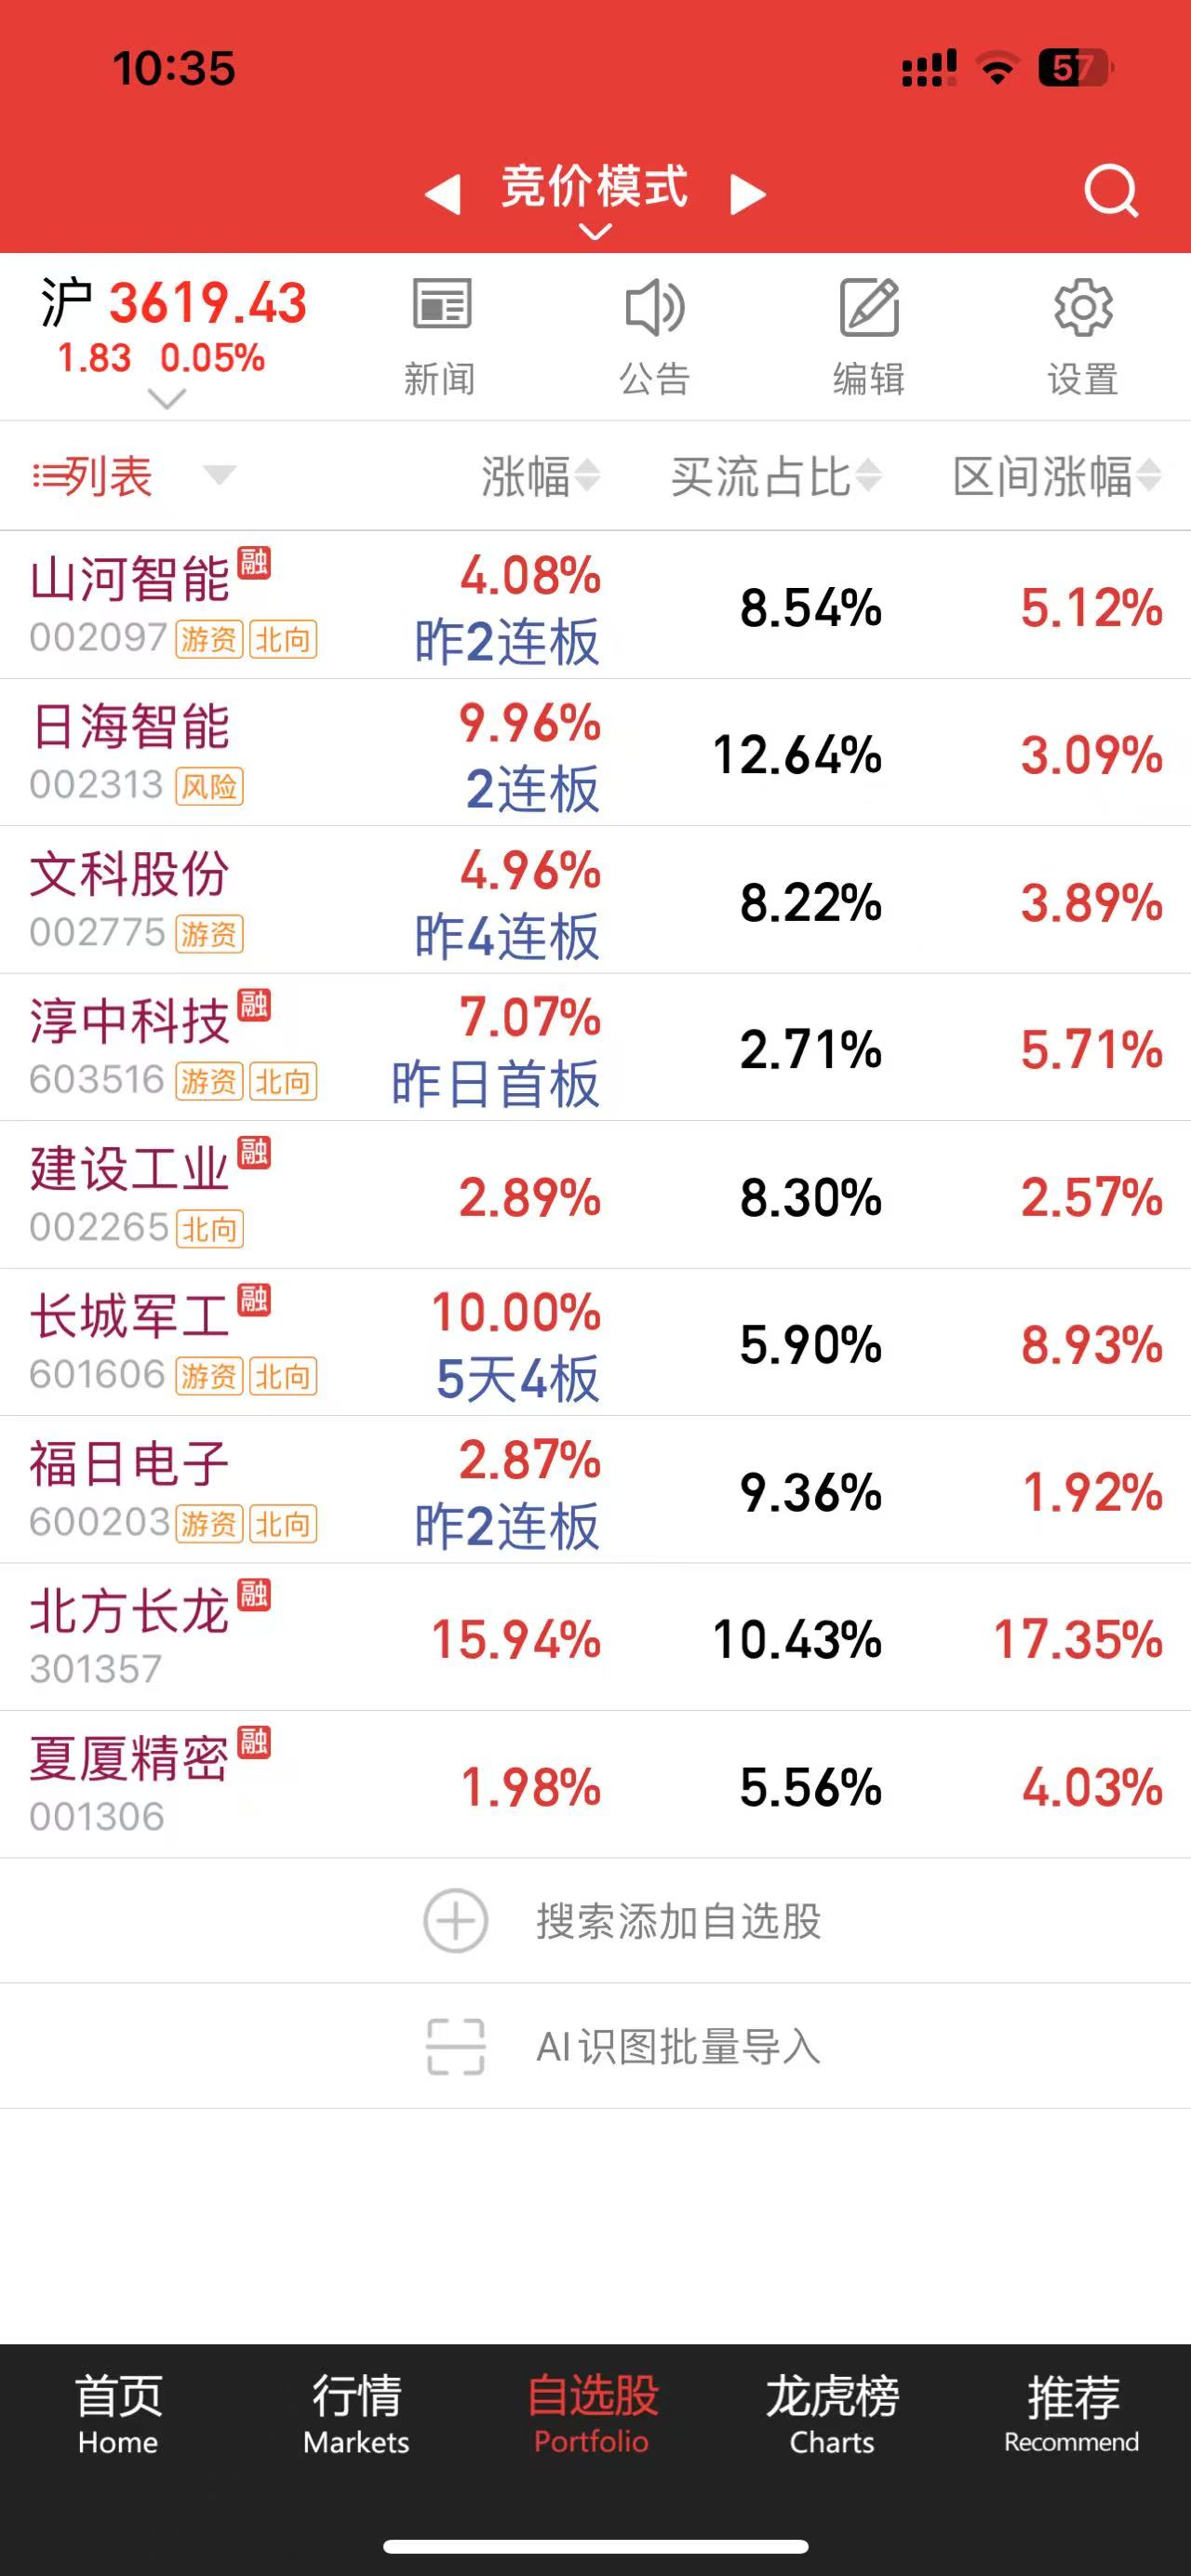 10:35
57
竞价模式
沪 3619.43
1.83 0.05%
新闻 公告 编辑 设置
列表 涨幅 买流占比 区间涨幅
山河智能 融 4.08% 8.54% 5.12%
002097 游资 北向 昨2连板
日海智能 9.96% 12.64% 3.09%
002313 风险 2连板
文科股份 4.96% 8.22% 3.89%
002775 游资 昨4连板
淳中科技 融 7.07% 2.71% 5.71%
603516 游资 北向 昨日首板
建设工业 融 2.89% 8.30% 2.57%
002265 北向
长城军工 融 10.00% 5.90% 8.93%
601606 游资 北向 5天4板
福日电子 2.87% 9.36% 1.92%
600203 游资 北向 昨2连板
北方长龙 融 15.94% 10.43% 17.35%
301357
夏厦精密 融 1.98% 5.56% 4.03%
001306
搜索添加自选股
AI识图批量导入
首页 行情 自选股 龙虎榜 推荐
Home Markets Portfolio Charts Recommend